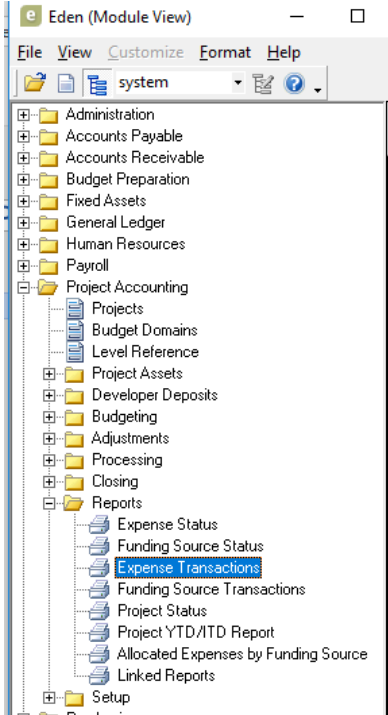 e Eden (Module View)
File View Customize Format Help
system
Administration
Accounts Payable
Accounts Receivable
Budget Preparation
Fixed Assets
General Ledger
Human Resources
Payroll
Project Accounting
Projects
Budget Domains
Level Reference
Project Assets
Developer Deposits
Budgeting
Adjustments
Processing
Closing
Reports
Expense Status
Funding Source Status
Expense Transactions
Funding Source Transactions
Project Status
Project YTD/ITD Report
Allocated Expenses by Funding Source
Linked Reports
Setup